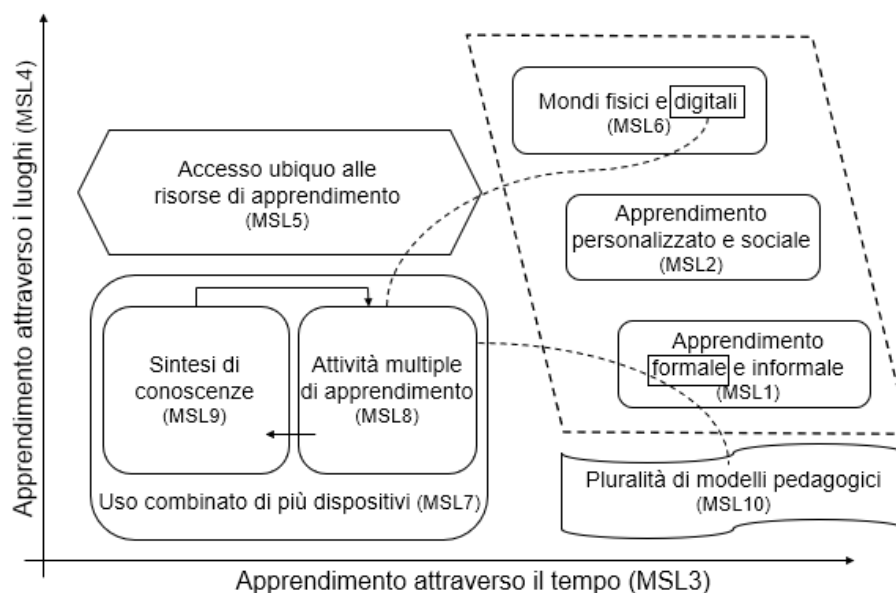 Apprendimento attraverso i luoghi (MSL4)
Mondi fisici e digitali
(MSL6)
Accesso ubiquo alle
risorse di apprendimento
(MSL5)
Apprendimento
personalizzato e sociale
(MSL2)
Sintesi di
conoscenze
(MSL9)
Attività multiple
di apprendimento
(MSL8)
Apprendimento
formale e informale
(MSL1)
Uso combinato di più dispositivi (MSL7)
Pluralità di modelli pedagogici
(MSL10)
Apprendimento attraverso il tempo (MSL3)